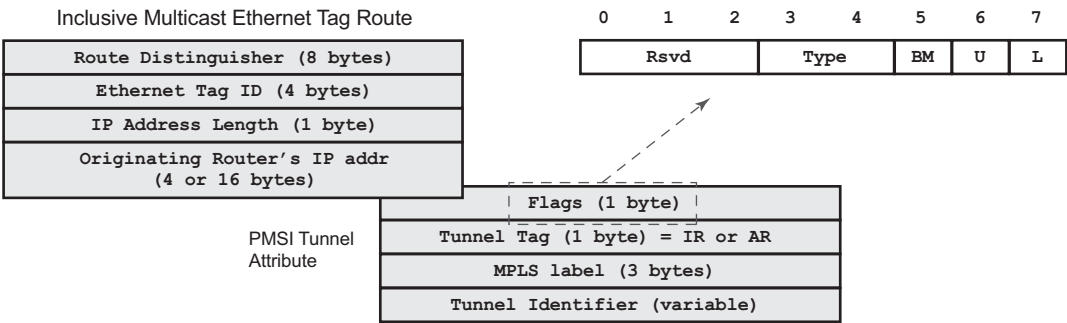 Inclusive Multicast Ethernet Tag Route
Route Distinguisher (8 bytes)
Ethernet Tag ID (4 bytes)
IP Address Length (1 byte)
Originating Router's IP addr
(4 or 16 bytes)
0 1 2 3 4 5 6 7
Rsvd Type BM U L
PMSI Tunnel
Attribute
Flags (1 byte)
Tunnel Tag (1 byte) = IR or AR
MPLS label (3 bytes)
Tunnel Identifier (variable)